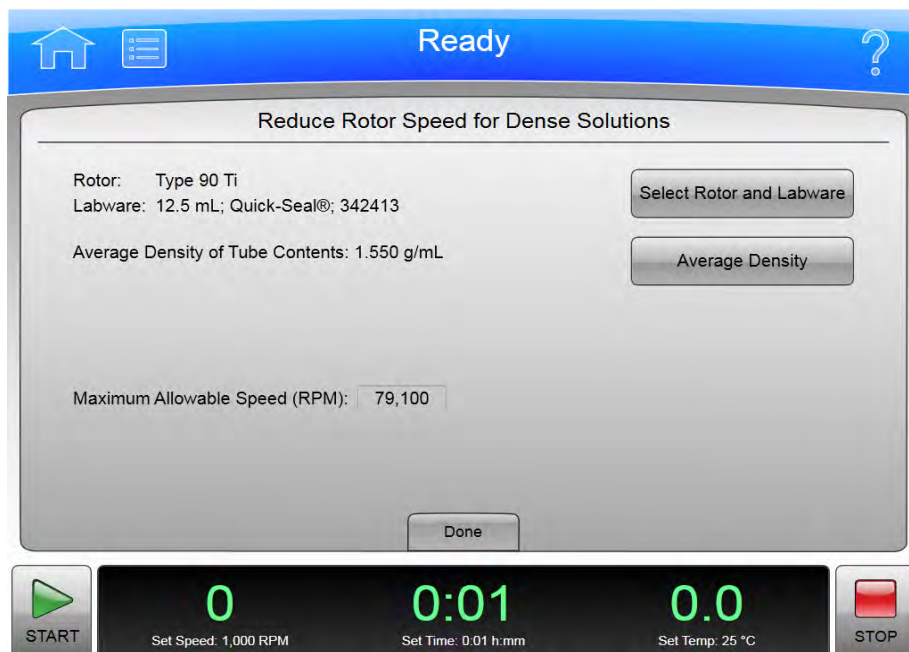 Ready
Reduce Rotor Speed for Dense Solutions
Rotor: Type 90 Ti
Labware: 12.5 mL; Quick-Seal®; 342413
Select Rotor and Labware
Average Density of Tube Contents: 1.550 g/mL
Average Density
Maximum Allowable Speed (RPM): 79,100
Done
START
0
Set Speed: 1,000 RPM
0:01
Set Time: 0:01 h:mm
0.0
Set Temp: 25 °C
STOP